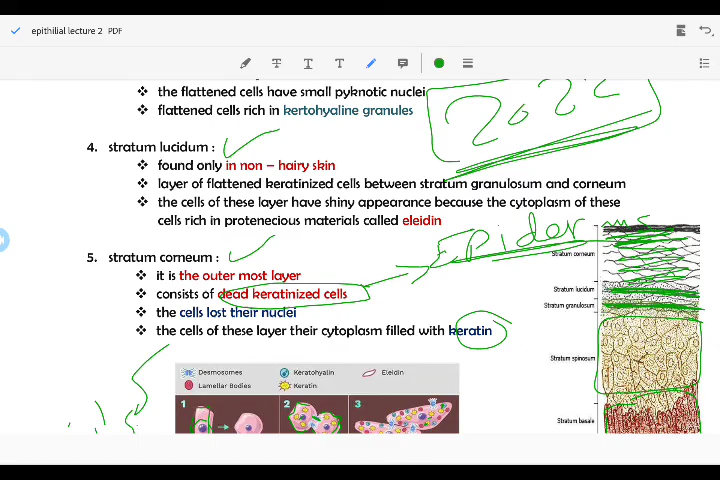 epithilial lecture 2 PDF
❖ the flattened cells have small pyknotic nuclei
❖ flattened cells rich in kertohyaline granules
2022
4. stratum lucidum :
❖ found only in non – hairy skin
❖ layer of flattened keratinized cells between stratum granulosum and corneum
❖ the cells of these layer have shiny appearance because the cytoplasm of these
cells rich in protenecious materials called eleidin
Epidermis
5. stratum corneum :
❖ it is the outer most layer
❖ consists of dead keratinized cells
❖ the cells lost their nuclei
❖ the cells of these layer their cytoplasm filled with keratin
Stratum corneum
Stratum lucidum
Stratum granulosum
Stratum spinosum
Stratum basale
Desmosomes Keratohyalin Eleidin
Lamellar Bodies Keratin
1 2 3